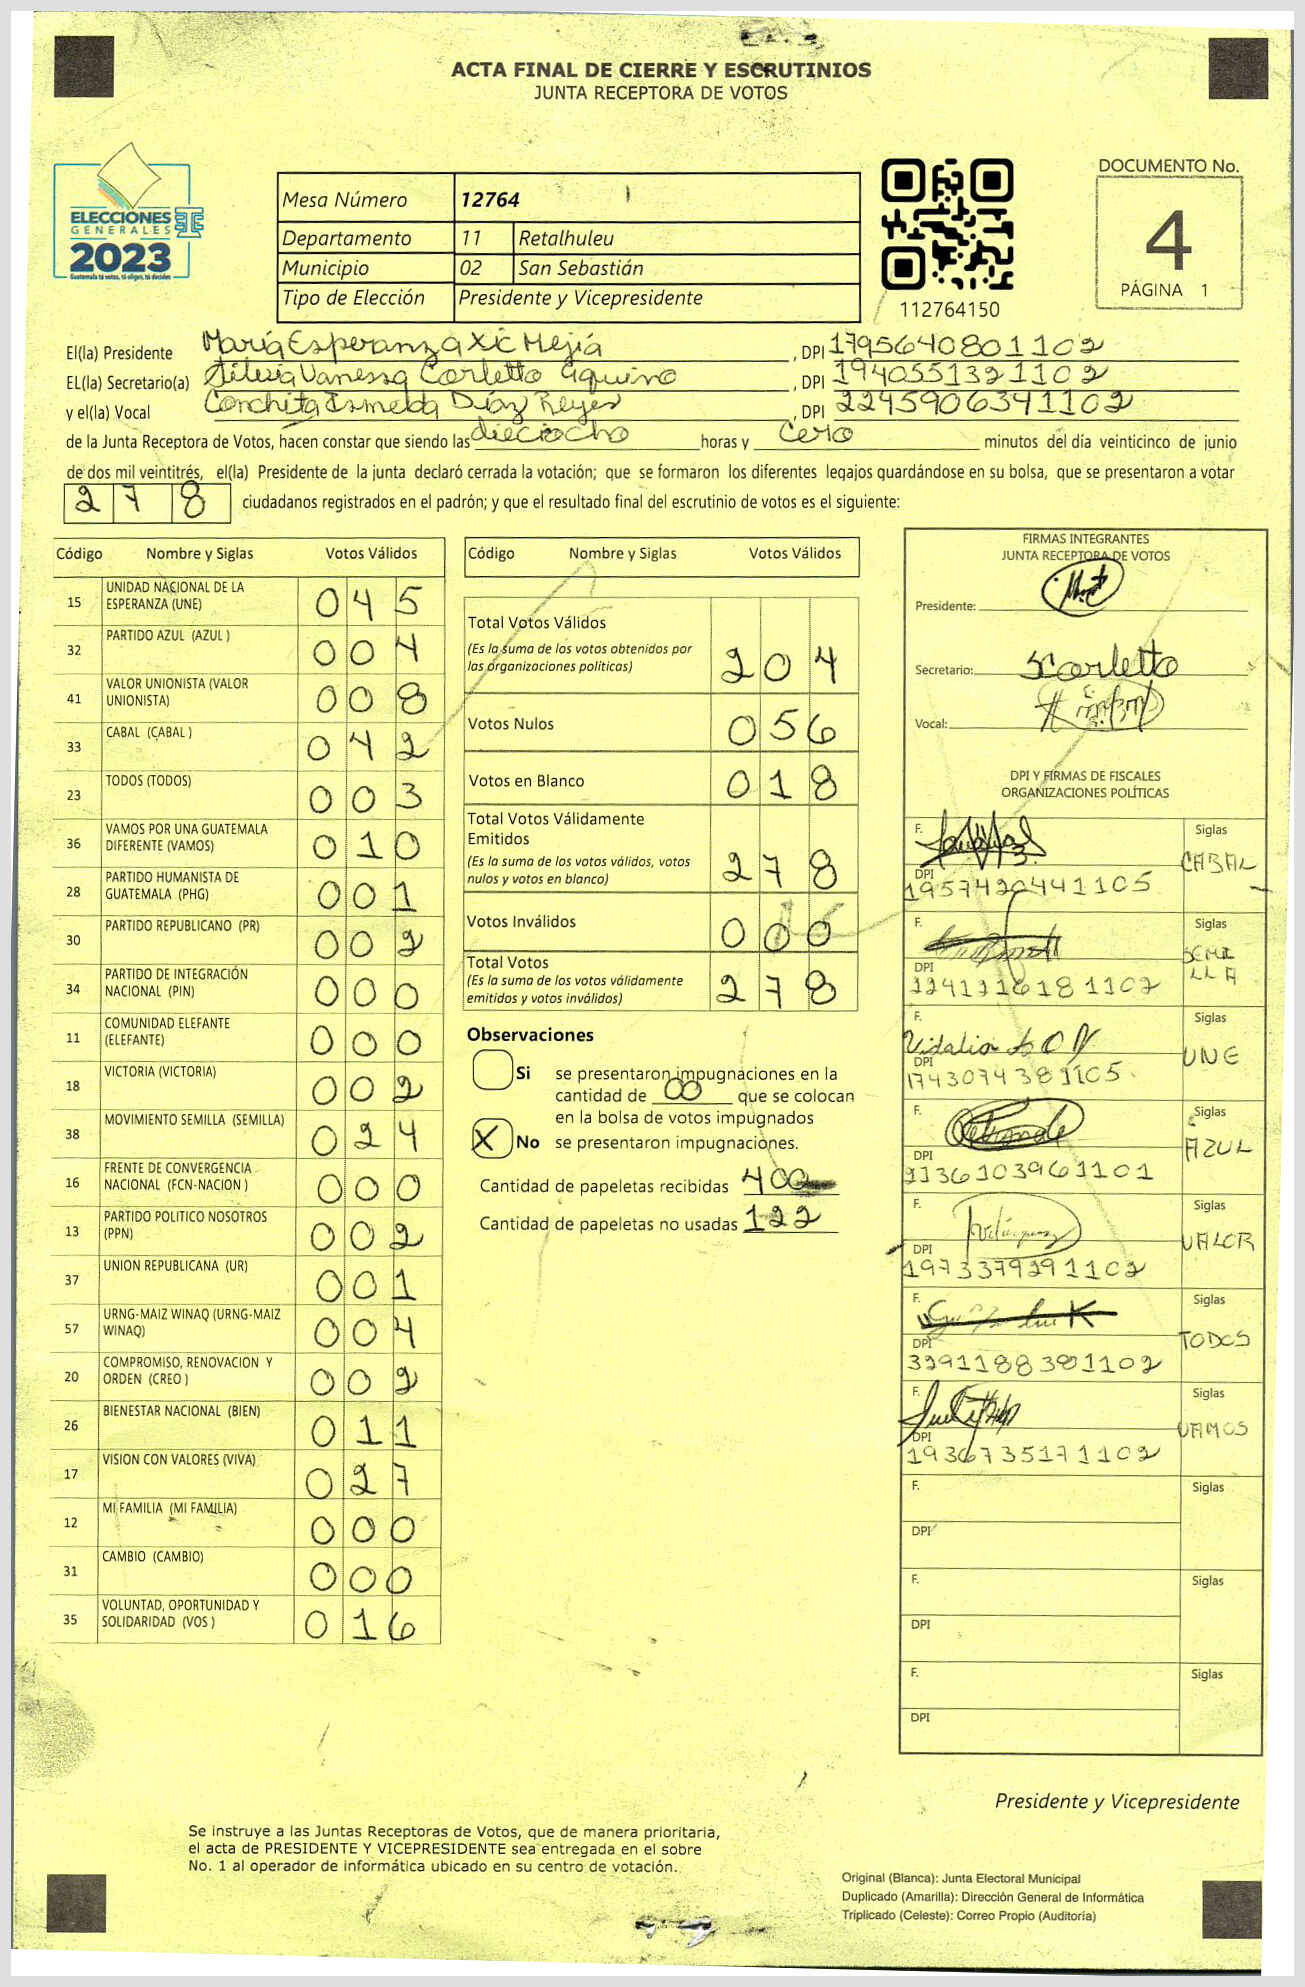 ACTA FINAL DE CIERRE Y ESCRUTINIOS
JUNTA RECEPTORA DE VOTOS
ELECCIONES
GENERALES
2023
Guatemala tú votas, tú eliges, tú decides
Mesa Número 12764
Departamento 11 Retalhuleu
Municipio 02 San Sebastián
Tipo de Elección Presidente y Vicepresidente
112764150
DOCUMENTO No.
4
PÁGINA 1
El(la) Presidente María Esperanza Xic Mejía, DPI 1795640801102
EL(la) Secretario(a) Vanessa Carletto Aquino, DPI 1940551321102
y el(la) Vocal Conchita Ismelda Díaz Reyes, DPI 2245906341102
de la Junta Receptora de Votos, hacen constar que siendo las dieciocho horas y cero minutos del día veinticinco de junio
de dos mil veintitrés, el(la) Presidente de la junta declaró cerrada la votación; que se formaron los diferentes legajos guardándose en su bolsa, que se presentaron a votar
278 ciudadanos registrados en el padrón; y que el resultado final del escrutinio de votos es el siguiente:
Código Nombre y Siglas Votos Válidos
15 UNIDAD NACIONAL DE LA ESPERANZA (UNE) 045
32 PARTIDO AZUL (AZUL ) 004
41 VALOR UNIONISTA (VALOR UNIONISTA) 008
33 CABAL (CABAL ) 042
23 TODOS (TODOS) 003
36 VAMOS POR UNA GUATEMALA DIFERENTE (VAMOS) 010
28 PARTIDO HUMANISTA DE GUATEMALA (PHG) 001
30 PARTIDO REPUBLICANO (PR) 002
34 PARTIDO DE INTEGRACIÓN NACIONAL (PIN) 000
11 COMUNIDAD ELEFANTE (ELEFANTE) 000
18 VICTORIA (VICTORIA) 002
38 MOVIMIENTO SEMILLA (SEMILLA) 024
16 FRENTE DE CONVERGENCIA NACIONAL (FCN-NACION ) 000
13 PARTIDO POLITICO NOSOTROS (PPN) 002
37 UNION REPUBLICANA (UR) 001
57 URNG-MAIZ WINAQ (URNG-MAIZ WINAQ) 004
20 COMPROMISO, RENOVACION Y ORDEN (CREO ) 002
26 BIENESTAR NACIONAL (BIEN) 011
17 VISION CON VALORES (VIVA) 027
12 MI FAMILIA (MI FAMILIA) 000
31 CAMBIO (CAMBIO) 000
35 VOLUNTAD, OPORTUNIDAD Y SOLIDARIDAD (VOS ) 016
Código Nombre y Siglas Votos Válidos
Total Votos Válidos
(Es la suma de los votos obtenidos por
las organizaciones políticas) 204
Votos Nulos 056
Votos en Blanco 018
Total Votos Válidamente
Emitidos
(Es la suma de los votos válidos, votos
nulos y votos en blanco) 278
Votos Inválidos 000
Total Votos
(Es la suma de los votos válidamente
emitidos y votos inválidos) 278
Observaciones
Si se presentaron impugnaciones en la
cantidad de 00 que se colocan
en la bolsa de votos impugnados
X No se presentaron impugnaciones.
Cantidad de papeletas recibidas 400
Cantidad de papeletas no usadas 122
FIRMAS INTEGRANTES
JUNTA RECEPTORA DE VOTOS
Presidente:
Secretario: Scarletto
Vocal:
DPI Y FIRMAS DE FISCALES
ORGANIZACIONES POLÍTICAS
F. Siglas
DPI 1957420441105 CABAL
F. Siglas
DPI 2241216181102 SEMILLA
F. Siglas
DPI 1743074381105 UNE
F. Siglas
DPI 2136103961101 AZUL
F. Siglas
DPI 1973379291102 VALOR
F. Siglas
DPI 3291188381102 TODOS
F. Siglas
DPI 1936735171102 VAMOS
F. Siglas
DPI
F. Siglas
DPI
F. Siglas
DPI
Presidente y Vicepresidente
Se instruye a las Juntas Receptoras de Votos, que de manera prioritaria,
el acta de PRESIDENTE Y VICEPRESIDENTE sea entregada en el sobre
No. 1 al operador de informática ubicado en su centro de votación.
Original (Blanca): Junta Electoral Municipal
Duplicado (Amarilla): Dirección General de Informática
Triplicado (Celeste): Correo Propio (Auditoría)